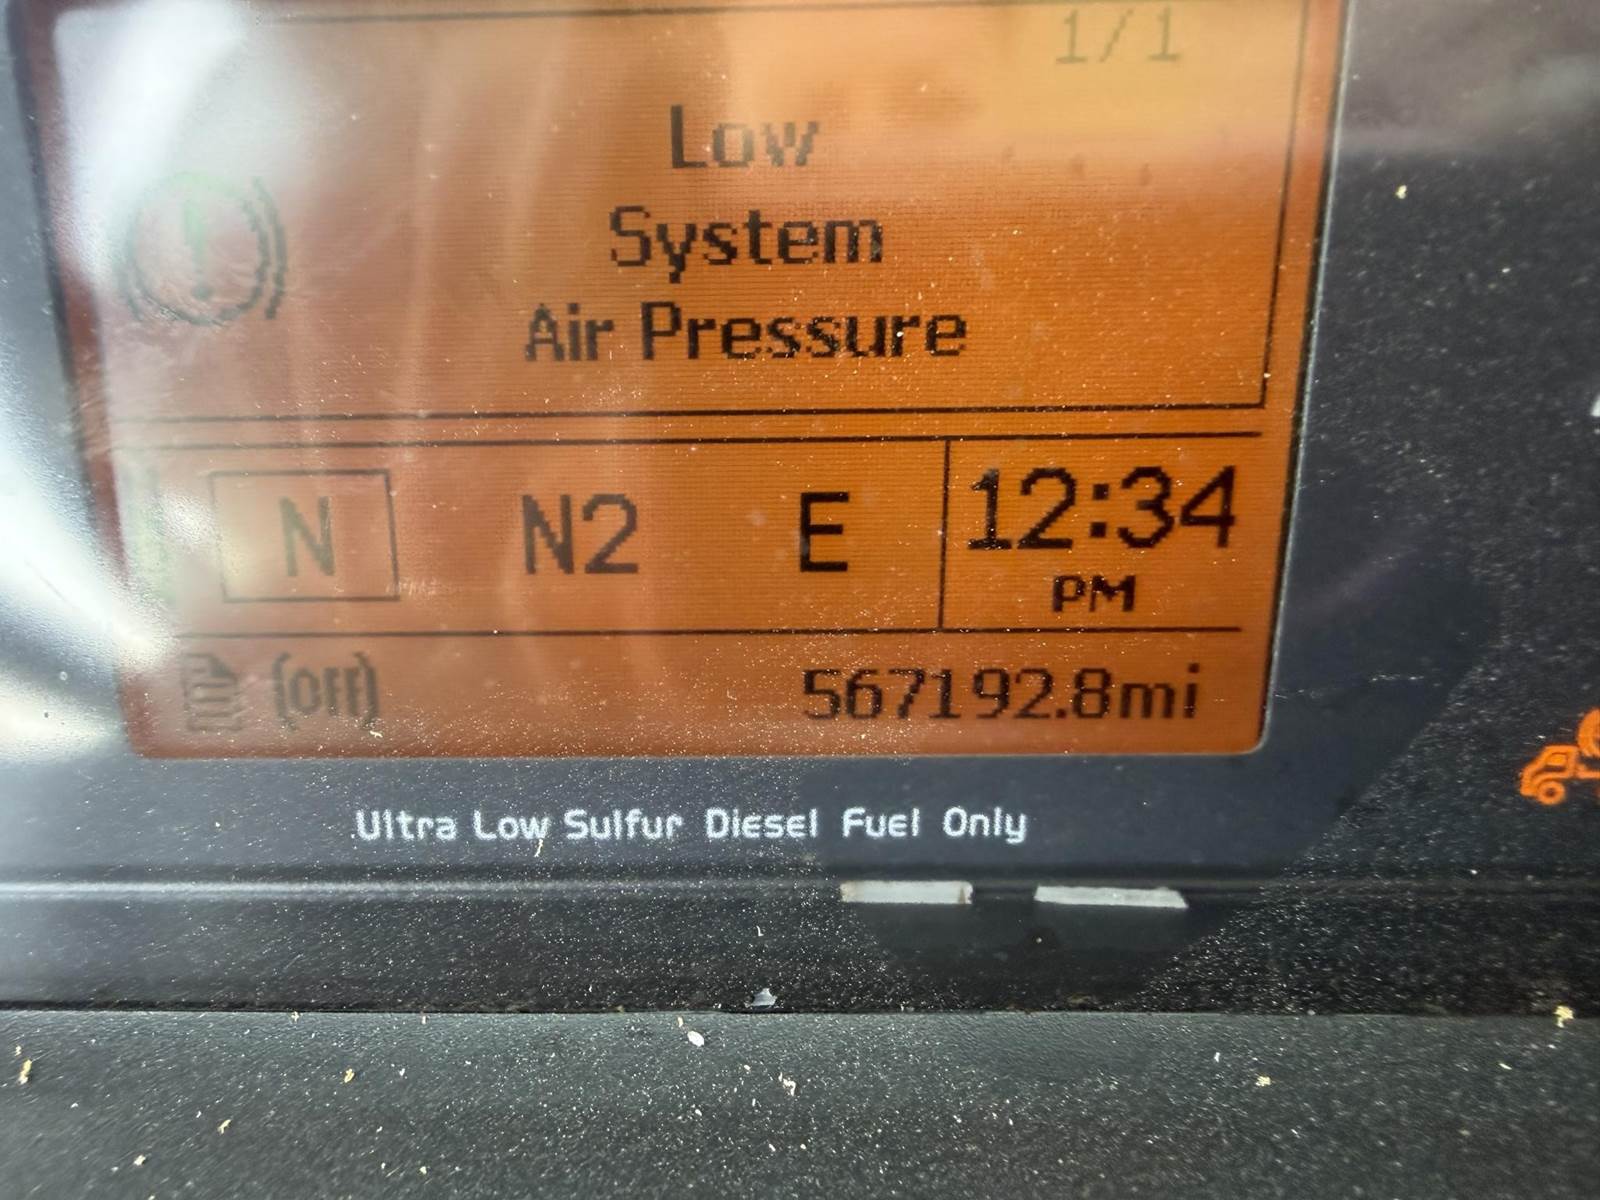 1/1
Low
System
Air Pressure
N N2 E 12:34
PM
(OFF) 567192.8mi
Ultra Low Sulfur Diesel Fuel Only